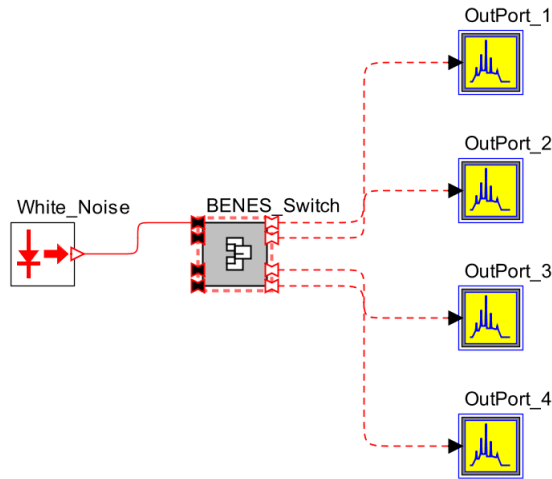 OutPort_1
OutPort_2
White_Noise
BENES_Switch
OutPort_3
OutPort_4